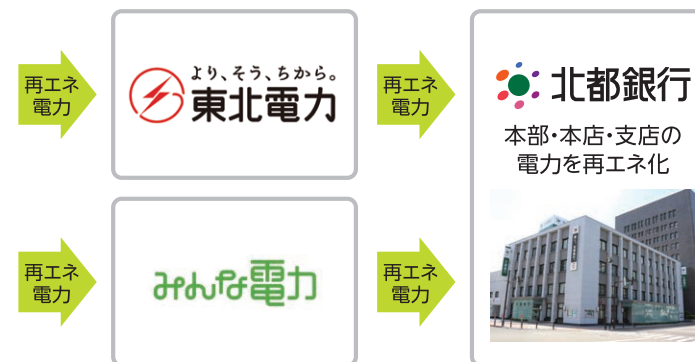 再エネ
電力
より、そう、ちから。
東北電力
再エネ
電力
北都銀行
本部・本店・支店の
電力を再エネ化
再エネ
電力
みんな電力
再エネ
電力